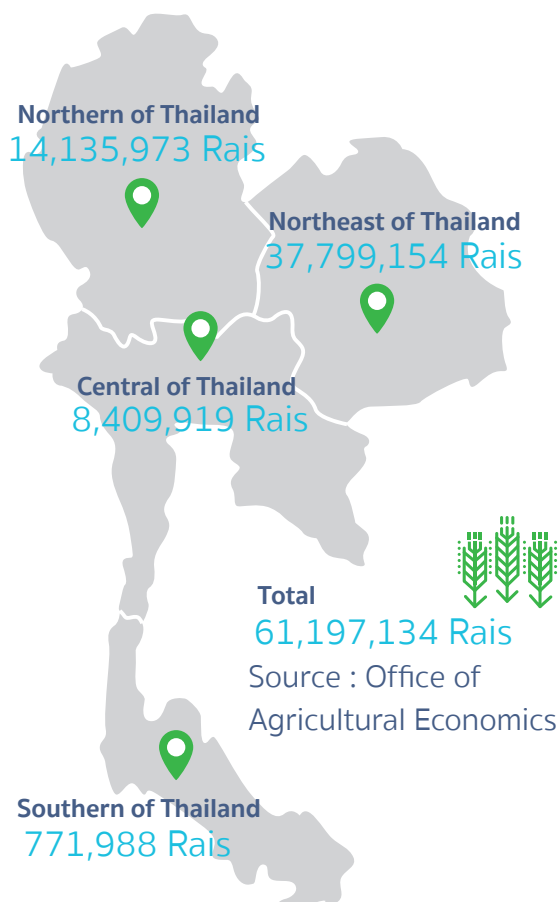 Northern of Thailand
14,135,973 Rais
Northeast of Thailand
37,799,154 Rais
Central of Thailand
8,409,919 Rais
Total
61,197,134 Rais
Source : Office of
Agricultural Economics
Southern of Thailand
771,988 Rais